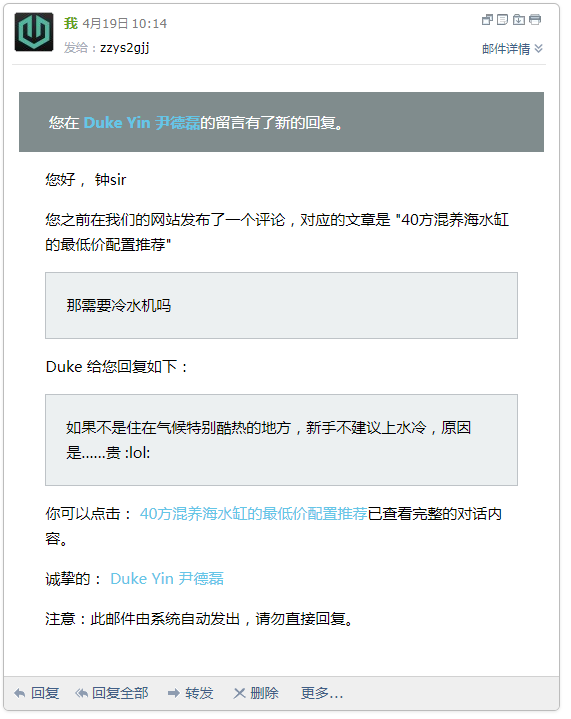 我 4月19日 10:14
发给：zzys2gjj
邮件详情
您在 Duke Yin 尹德磊的留言有了新的回复。
您好， 钟sir
您之前在我们的网站发布了一个评论，对应的文章是 "40方混养海水缸
的最低价配置推荐"
那需要冷水机吗
Duke 给您回复如下：
如果不是住在气候特别酷热的地方，新手不建议上水冷，原因
是......贵 :lol:
你可以点击： 40方混养海水缸的最低价配置推荐已查看完整的对话内
容。
诚挚的： Duke Yin 尹德磊
注意：此邮件由系统自动发出，请勿直接回复。
回复 回复全部 转发 删除 更多...